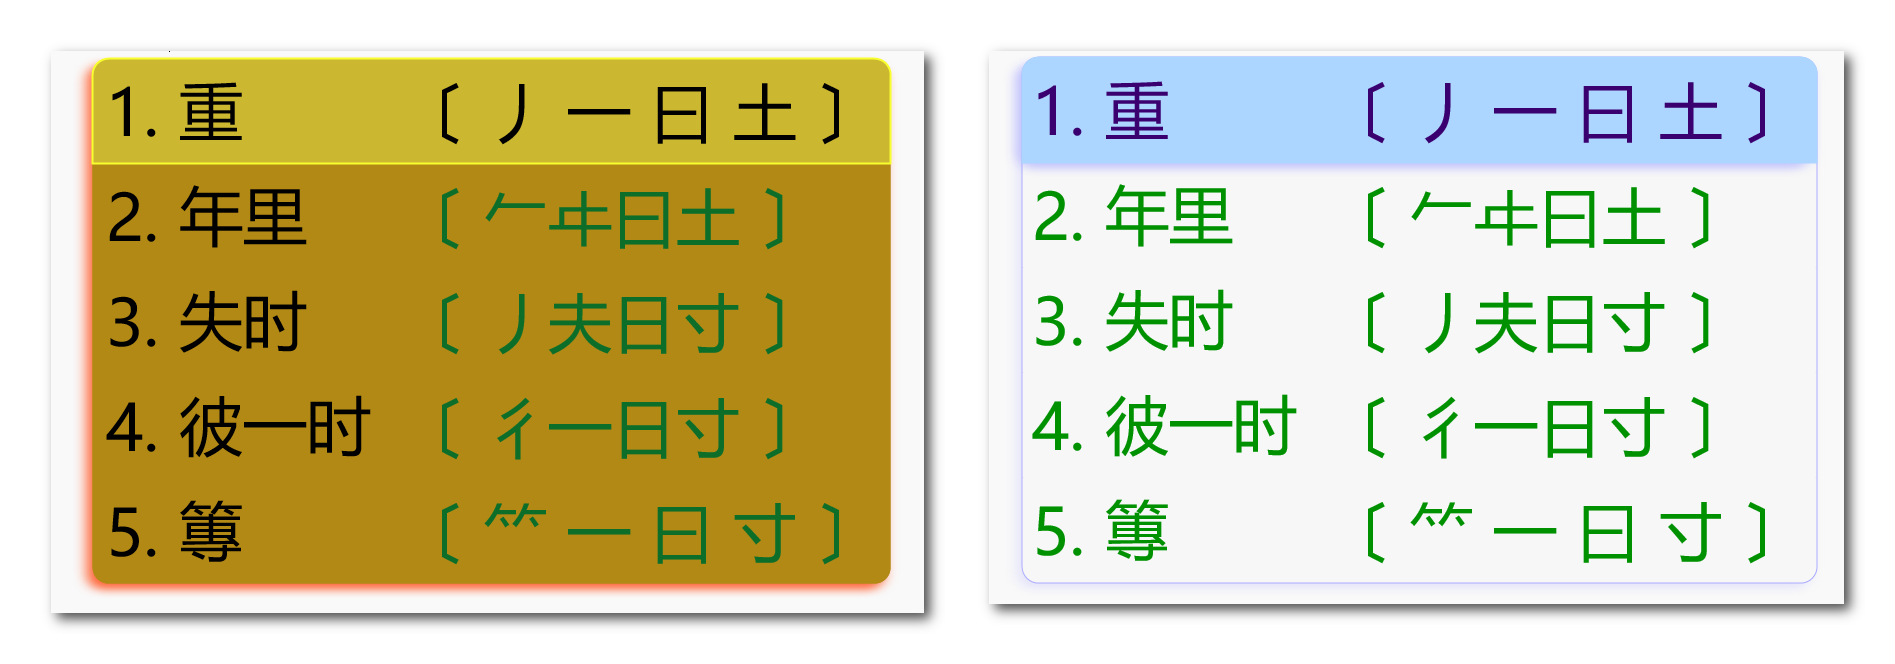 1. 重 〔 丿 一 日 土 〕
2. 年里 〔 𠂉㐄日土 〕
3. 失时 〔 丿夫日寸 〕
4. 彼一时 〔 彳一日寸 〕
5. 篿 〔 𥫗 一 日 寸 〕
1. 重 〔 丿 一 日 土 〕
2. 年里 〔 𠂉㐄日土 〕
3. 失时 〔 丿夫日寸 〕
4. 彼一时 〔 彳一日寸 〕
5. 篿 〔 𥫗 一 日 寸 〕